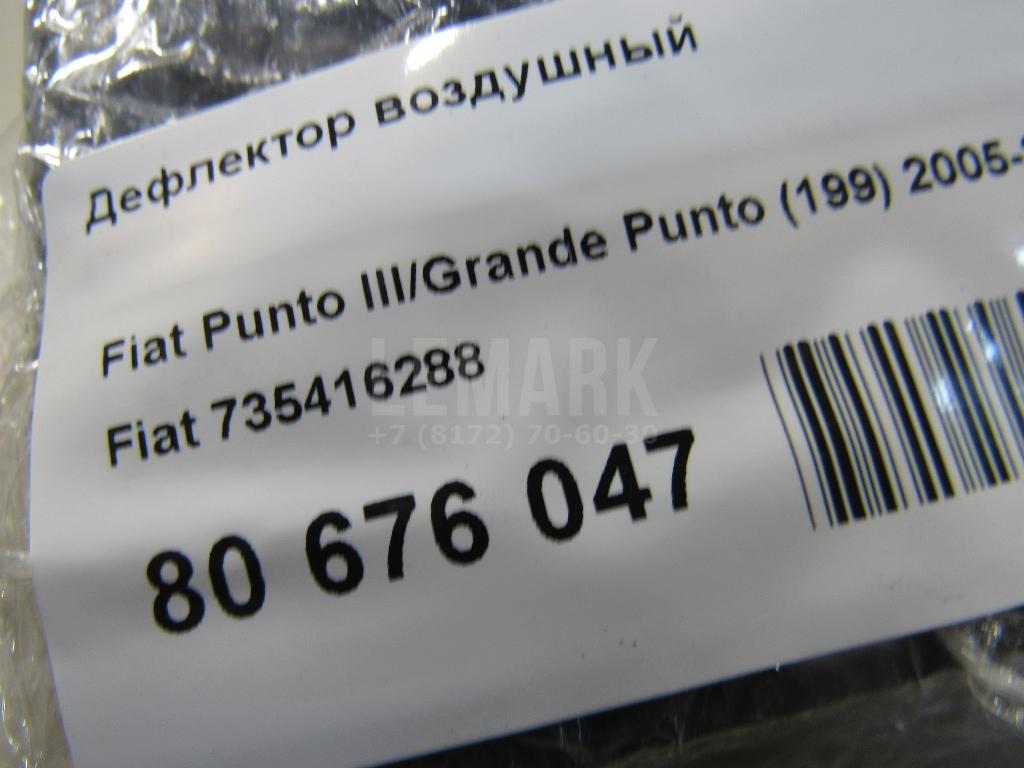 Дефлектор воздушный
Fiat Punto III/Grande Punto (199) 2005-
Fiat 735416288
LEMARK
+7 (8172) 70-60-30
80 676 047